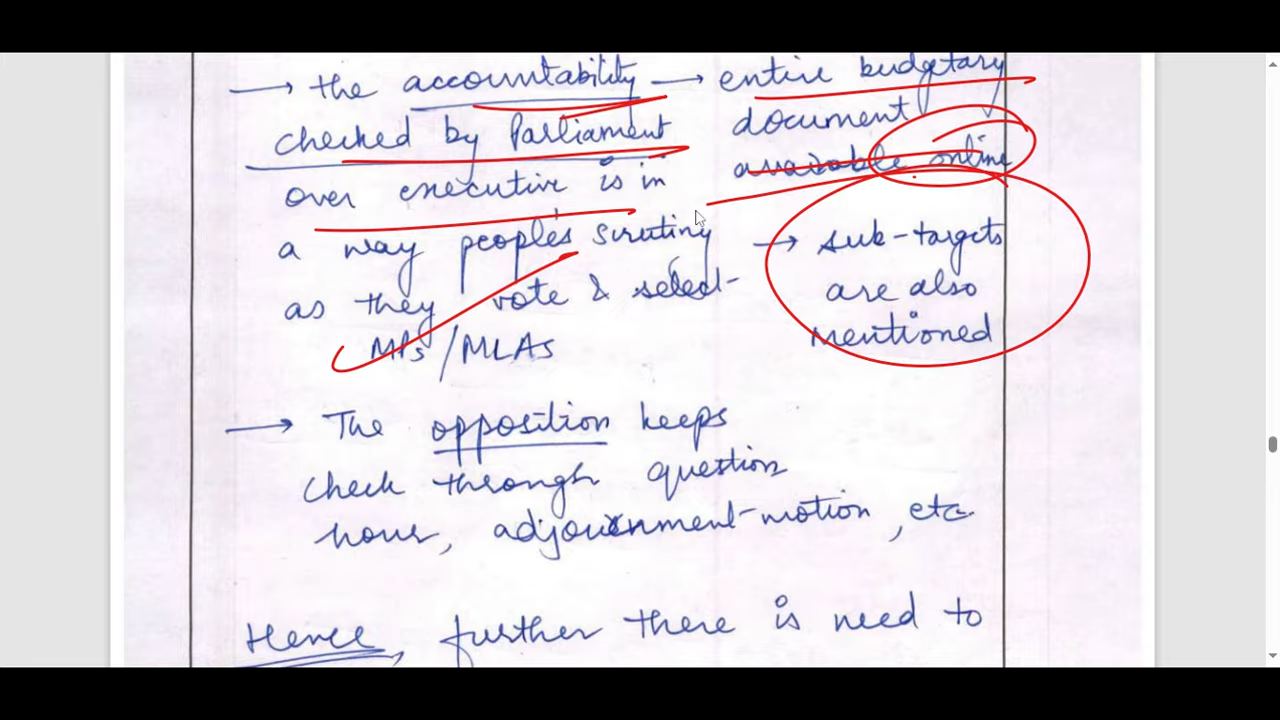 → the accountability
checked by Parliament
over executive is in
a way people's scrutiny
as they vote & select
MPs / MLAs
→ entire budgetary
document
available online
→ sub-targets
are also
mentioned
→ The opposition keeps
check through question
hour, adjournment-motion, etc.
Hence, further there is need to